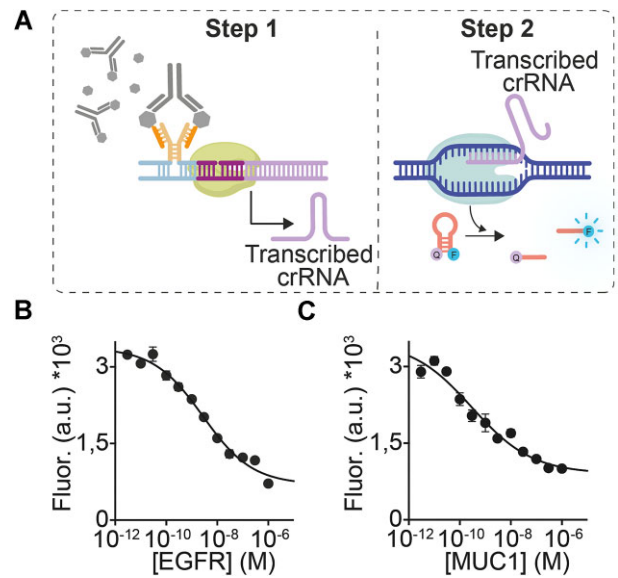 A
Step 1
Step 2
Transcribed
crRNA
Transcribed
crRNA
Q
F
Q
F
B
C
Fluor. (a.u.) *10³
3
1,5
0
10⁻¹² 10⁻¹⁰ 10⁻⁸ 10⁻⁶
[EGFR] (M)
Fluor. (a.u.) *10³
3
1,5
0
10⁻¹² 10⁻¹⁰ 10⁻⁸ 10⁻⁶
[MUC1] (M)